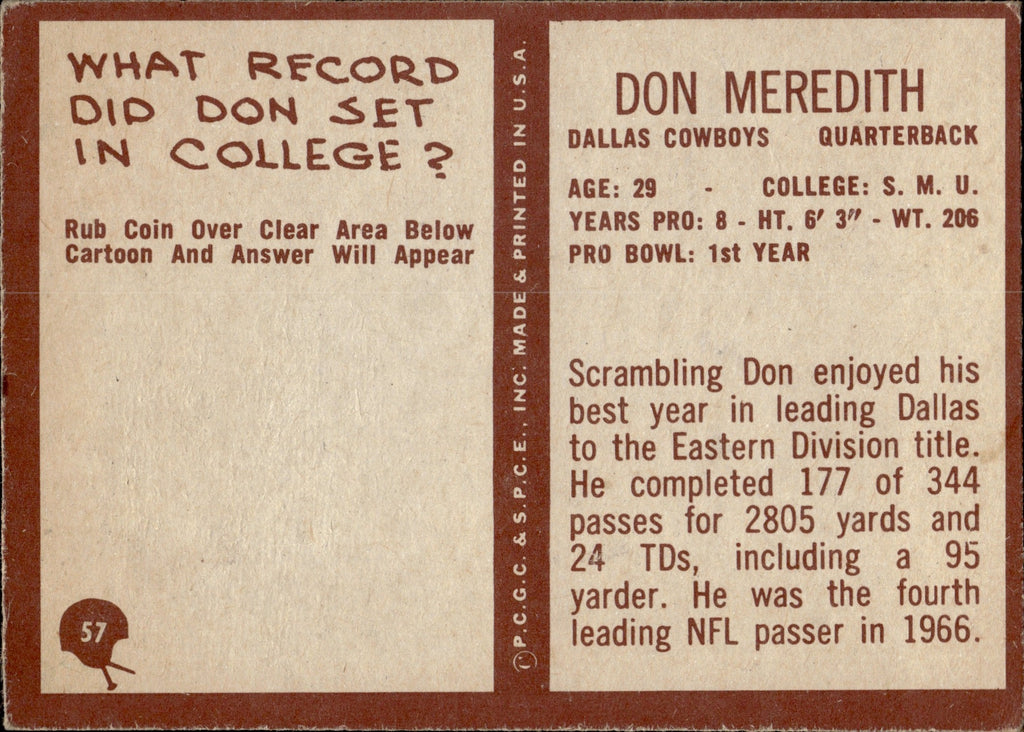 WHAT RECORD
DID DON SET
IN COLLEGE?
Rub Coin Over Clear Area Below
Cartoon And Answer Will Appear
57
©P.C.G.C. & S.P.C.E., INC. MADE & PRINTED IN U.S.A.
DON MEREDITH
DALLAS COWBOYS QUARTERBACK
AGE: 29 - COLLEGE: S. M. U.
YEARS PRO: 8 - HT. 6' 3" - WT. 206
PRO BOWL: 1st YEAR
Scrambling Don enjoyed his
best year in leading Dallas
to the Eastern Division title.
He completed 177 of 344
passes for 2805 yards and
24 TDs, including a 95
yarder. He was the fourth
leading NFL passer in 1966.